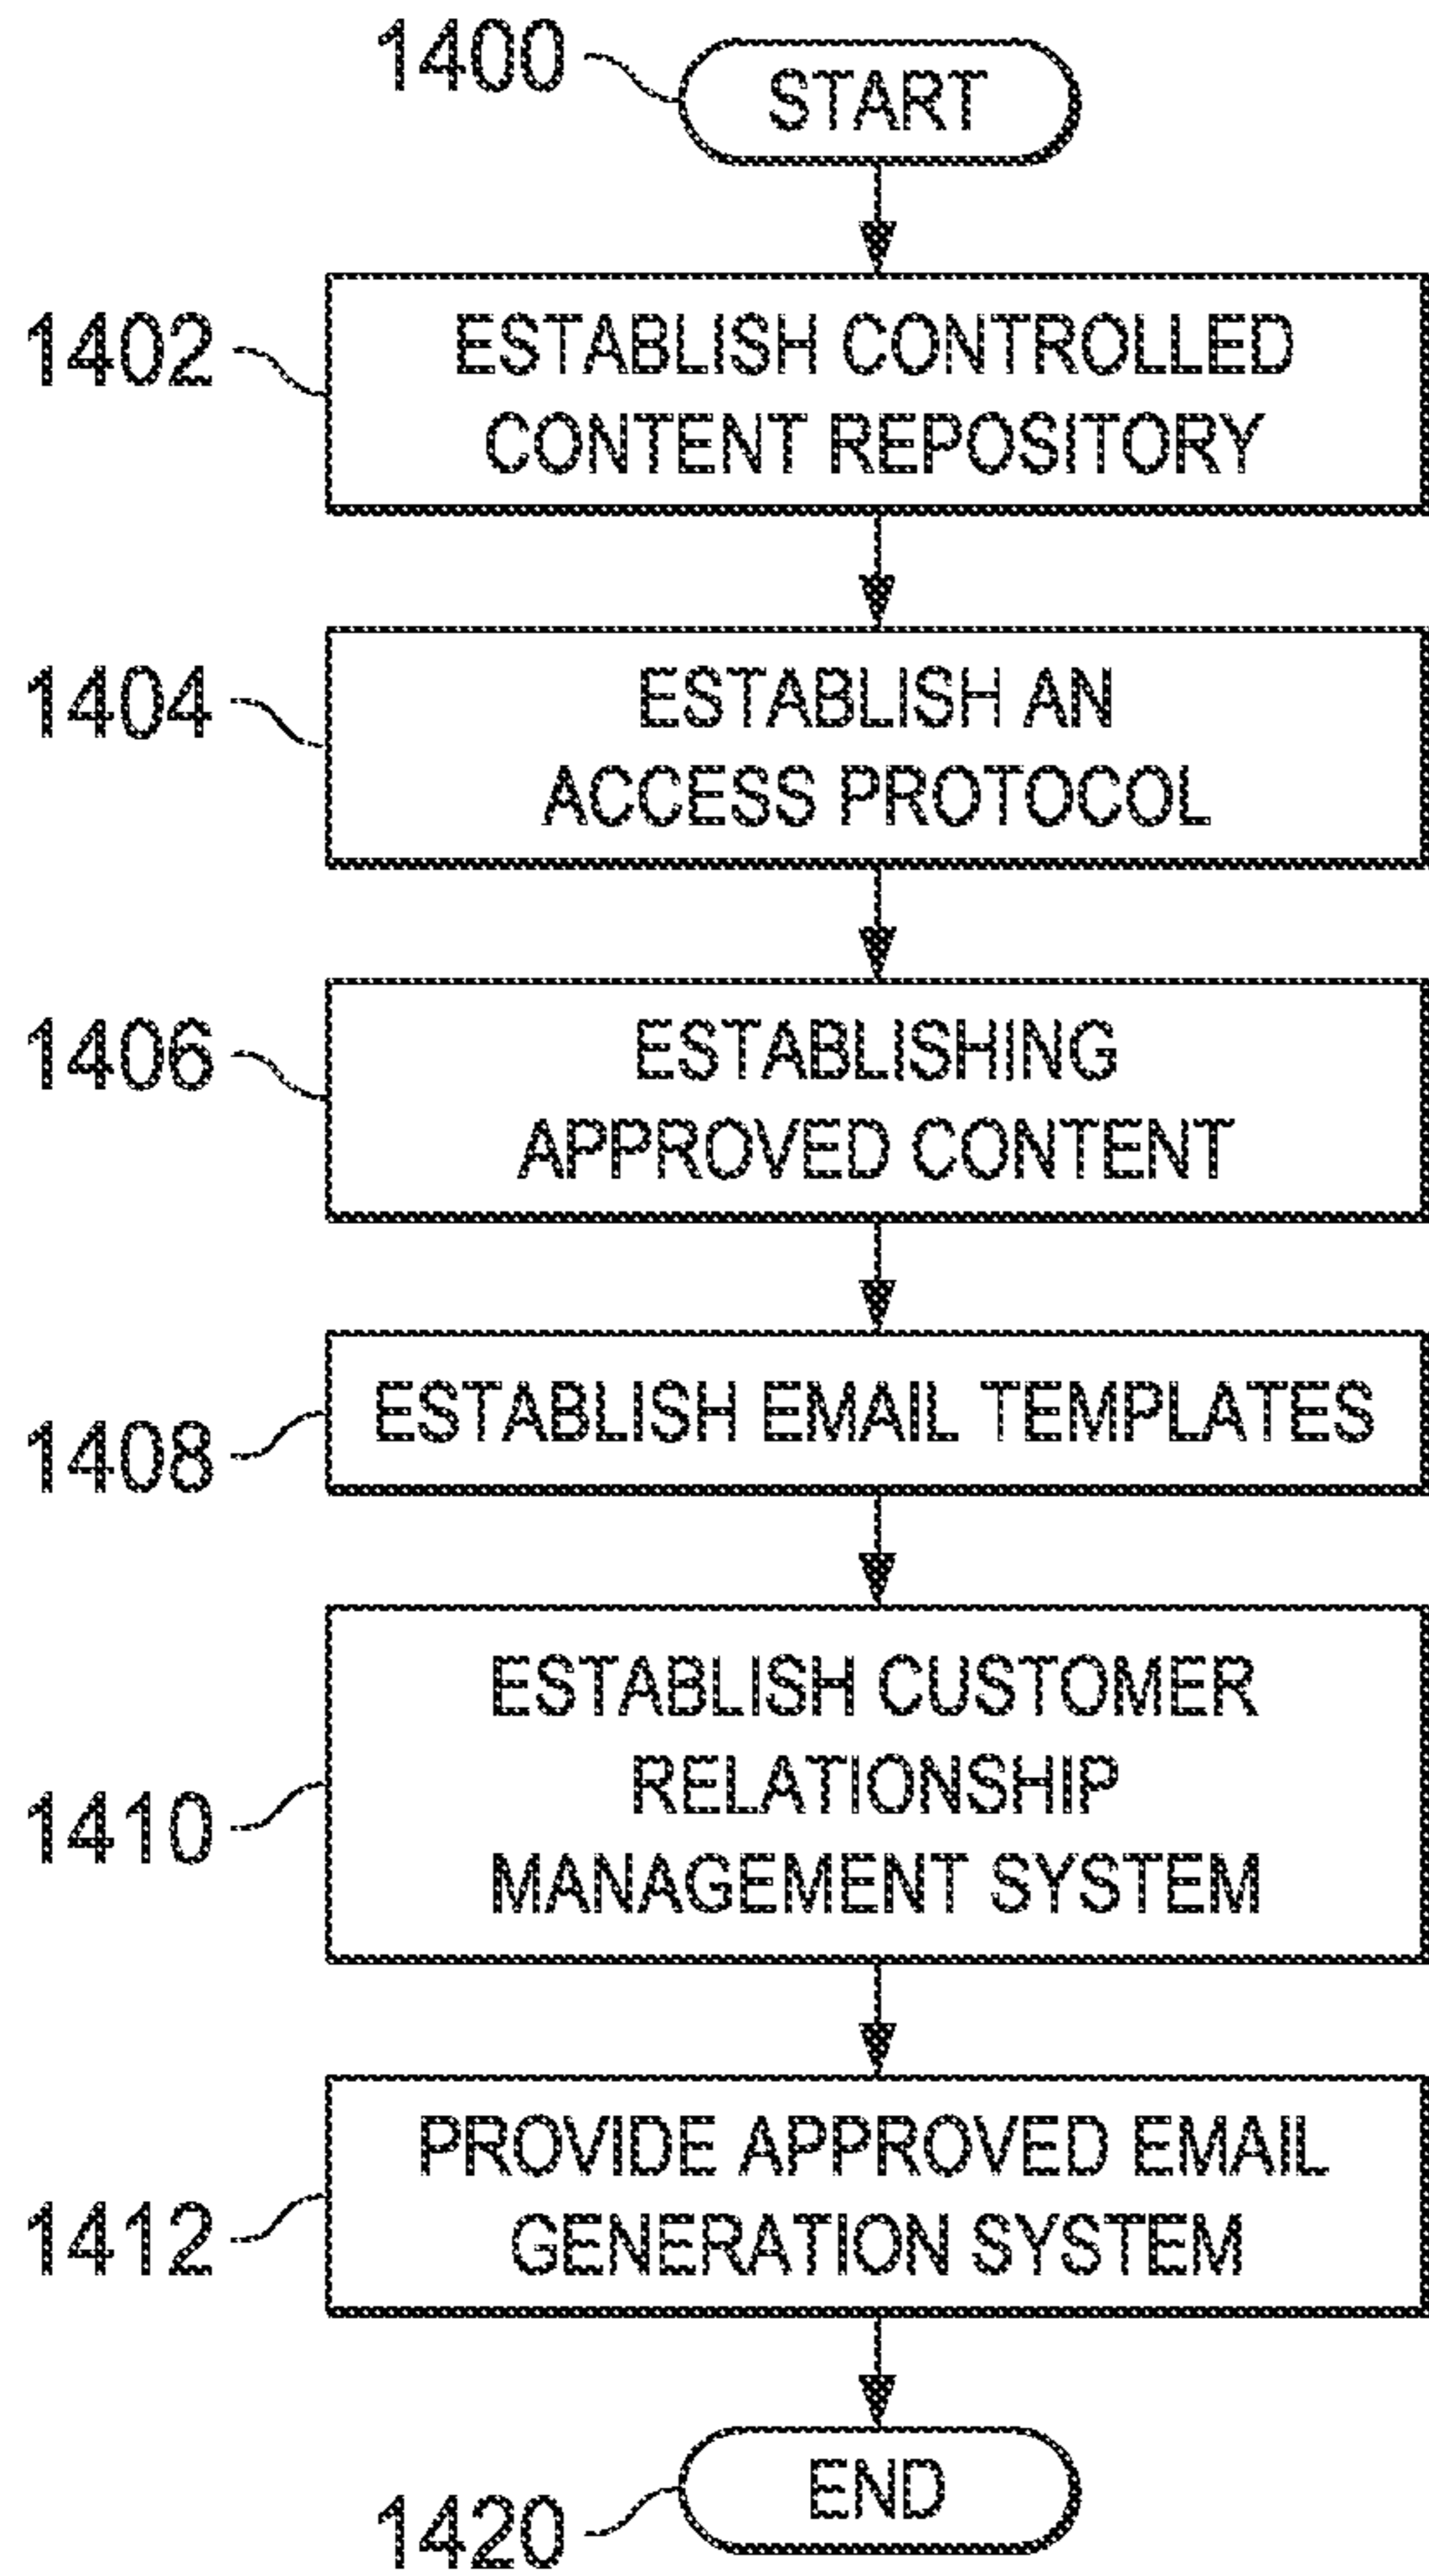 1400
START
1402
ESTABLISH CONTROLLED
CONTENT REPOSITORY
1404
ESTABLISH AN
ACCESS PROTOCOL
1406
ESTABLISHING
APPROVED CONTENT
1408
ESTABLISH EMAIL TEMPLATES
1410
ESTABLISH CUSTOMER
RELATIONSHIP
MANAGEMENT SYSTEM
1412
PROVIDE APPROVED EMAIL
GENERATION SYSTEM
1420
END